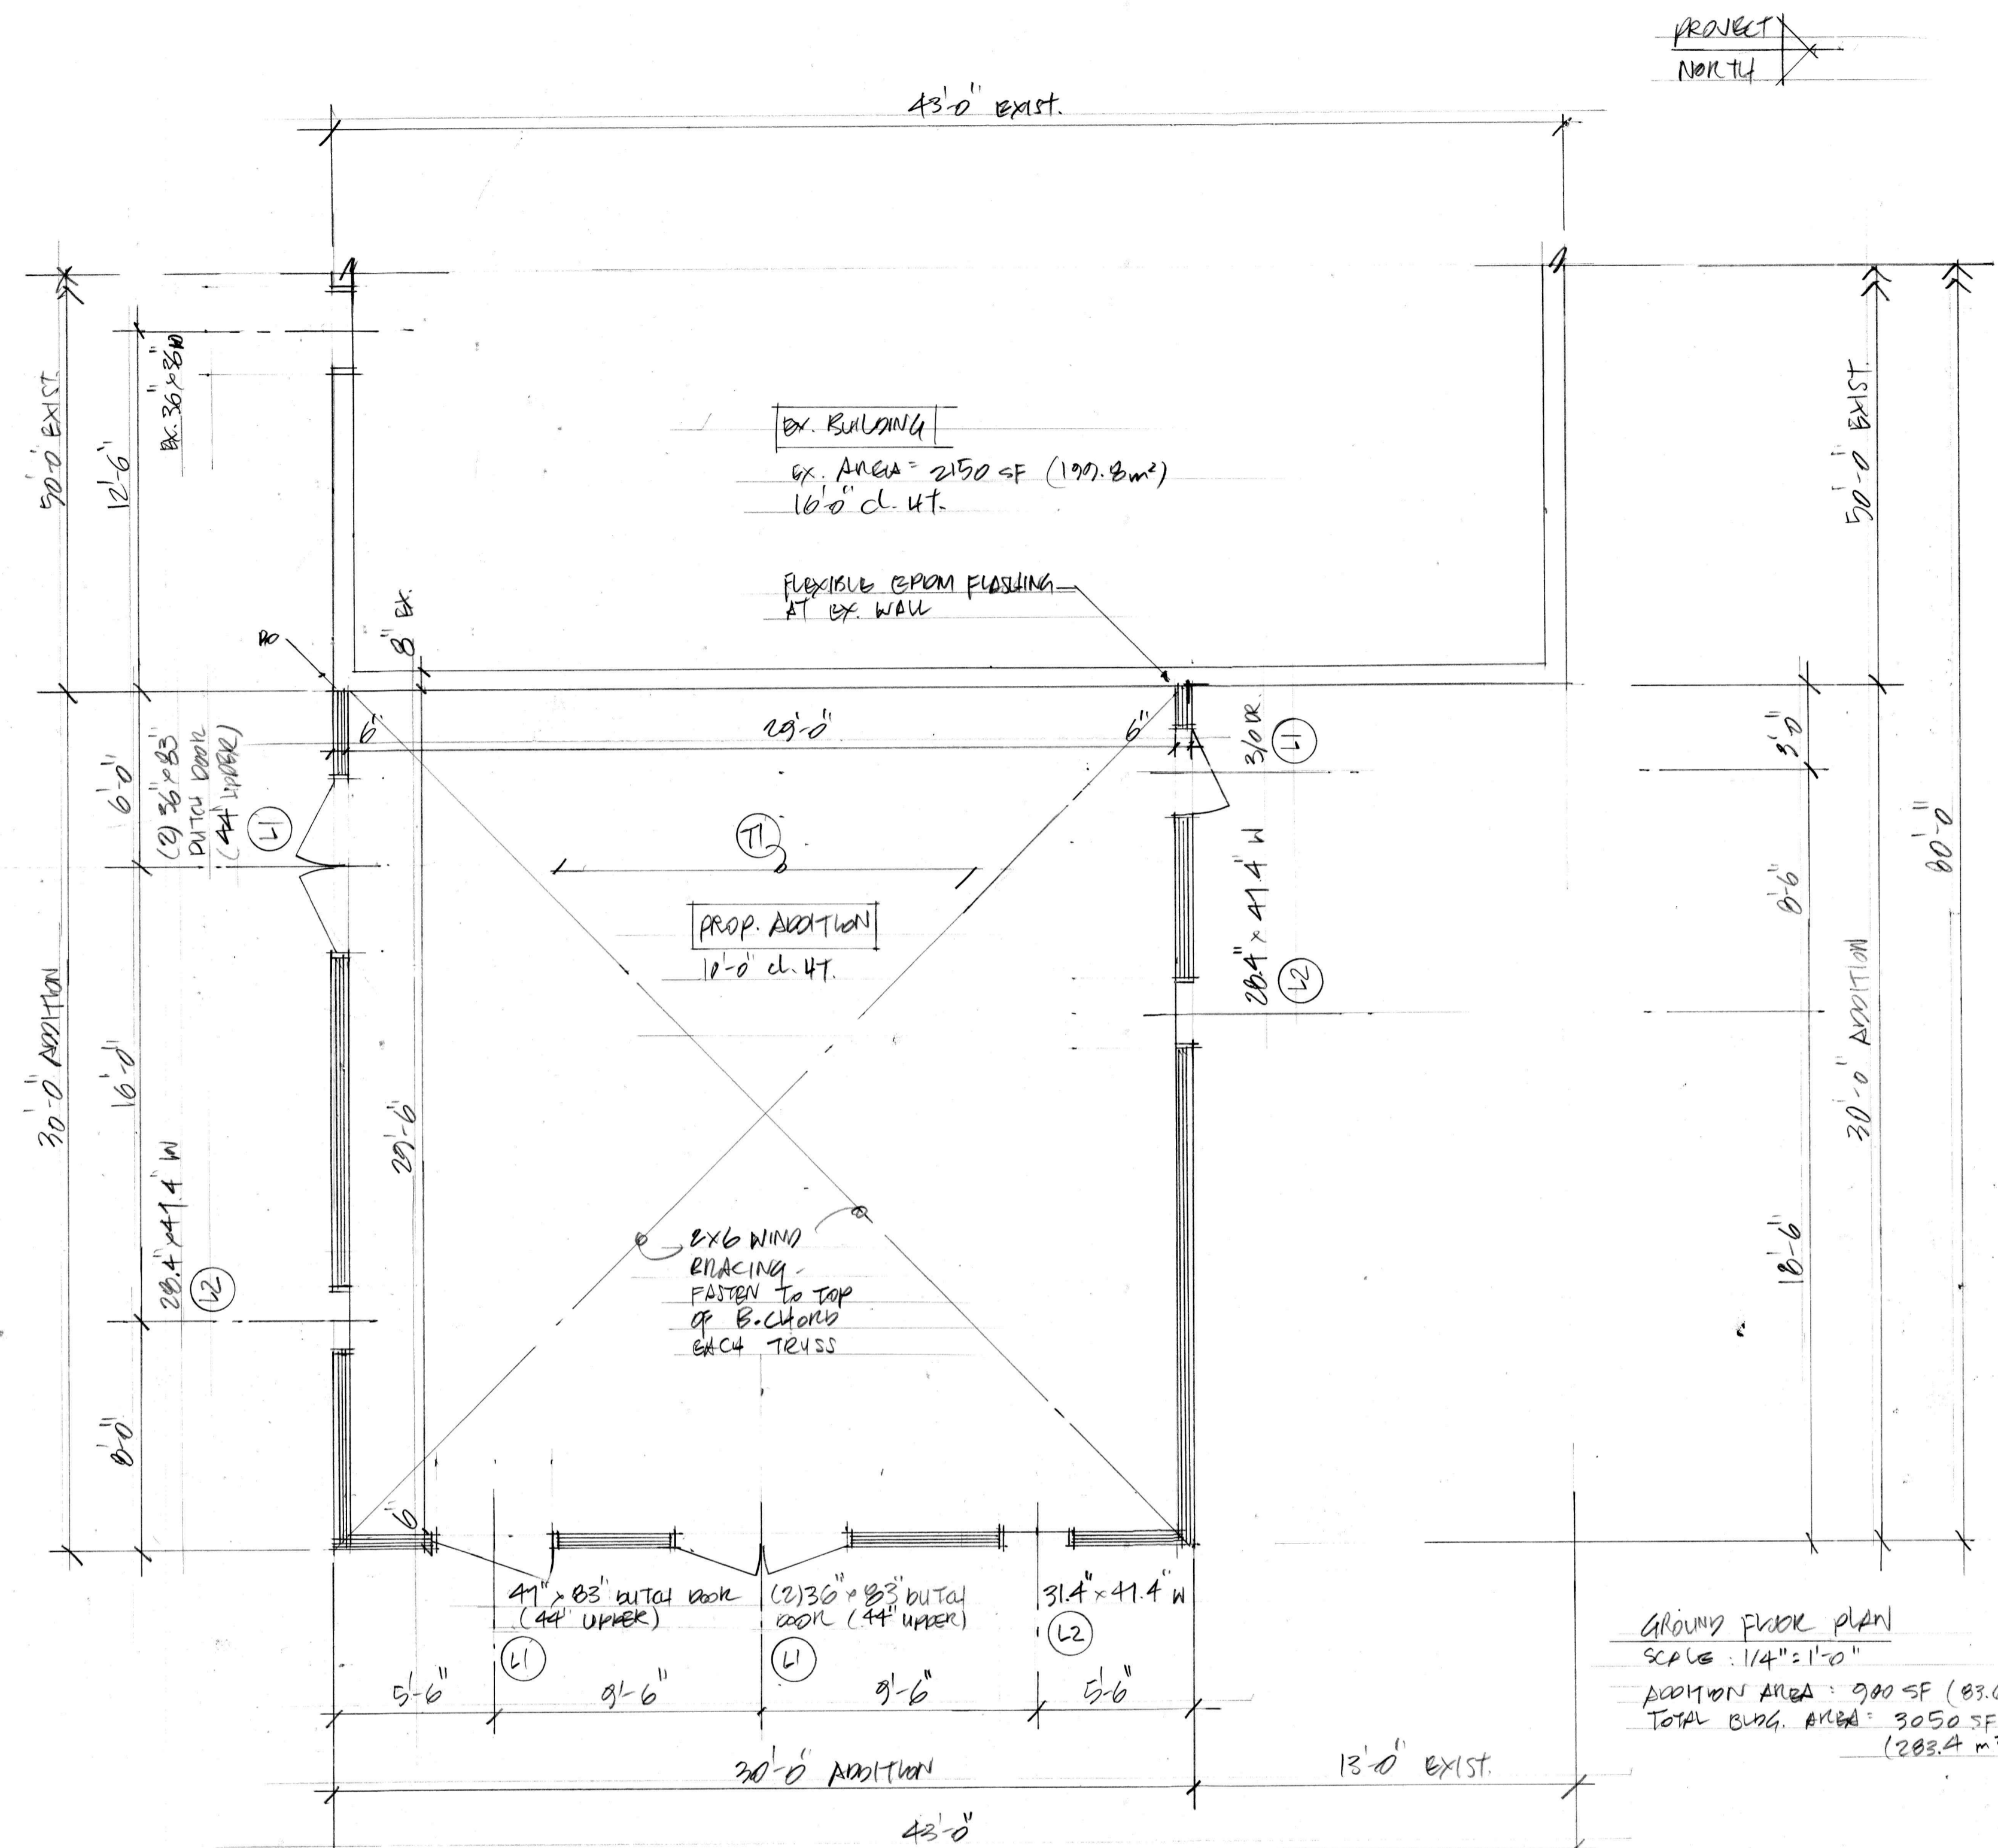 PROJECT
NORTH
43'-0" EXIST.
50'-0" EXIST.
12'-6"
EX. 36"x36" W
EX. BUILDING
EX. AREA = 2150 SF (199.8m²)
16'-0" CL. HT.
50'-0" EXIST.
FLEXIBLE EPDM FLASHING
AT EX. WALL
8" EX.
DO
6"
29'-0"
6"
3/0 DR.
L1
3'-0"
6'-0"
(2) 36"x83"
DUTCH DOOR
(44" UPPER)
L1
T1
PROP. ADDITION
10'-0" CL. HT.
28.4" x 41.4" W
L2
8'-6"
80'-0"
30'-0" ADDITION
16'-0"
29'-6"
30'-0" ADDITION
28.4" x 41.4" W
L2
2x6 WIND
BRACING -
FASTEN TO TOP
OF B.CHORD
EACH TRUSS
18'-6"
8'-0"
6"
41" x 83" DUTCH DOOR
(44" UPPER)
L1
(2) 36" x 83" DUTCH
DOOR (44" UPPER)
L1
31.4" x 41.4" W
L2
5'-6"
9'-6"
9'-6"
5'-6"
GROUND FLOOR PLAN
SCALE : 1/4" = 1'-0"
ADDITION AREA : 900 SF (83.6
TOTAL BLDG. AREA = 3050 SF
(283.4 m²
30'-0" ADDITION
13'-0" EXIST.
43'-0"